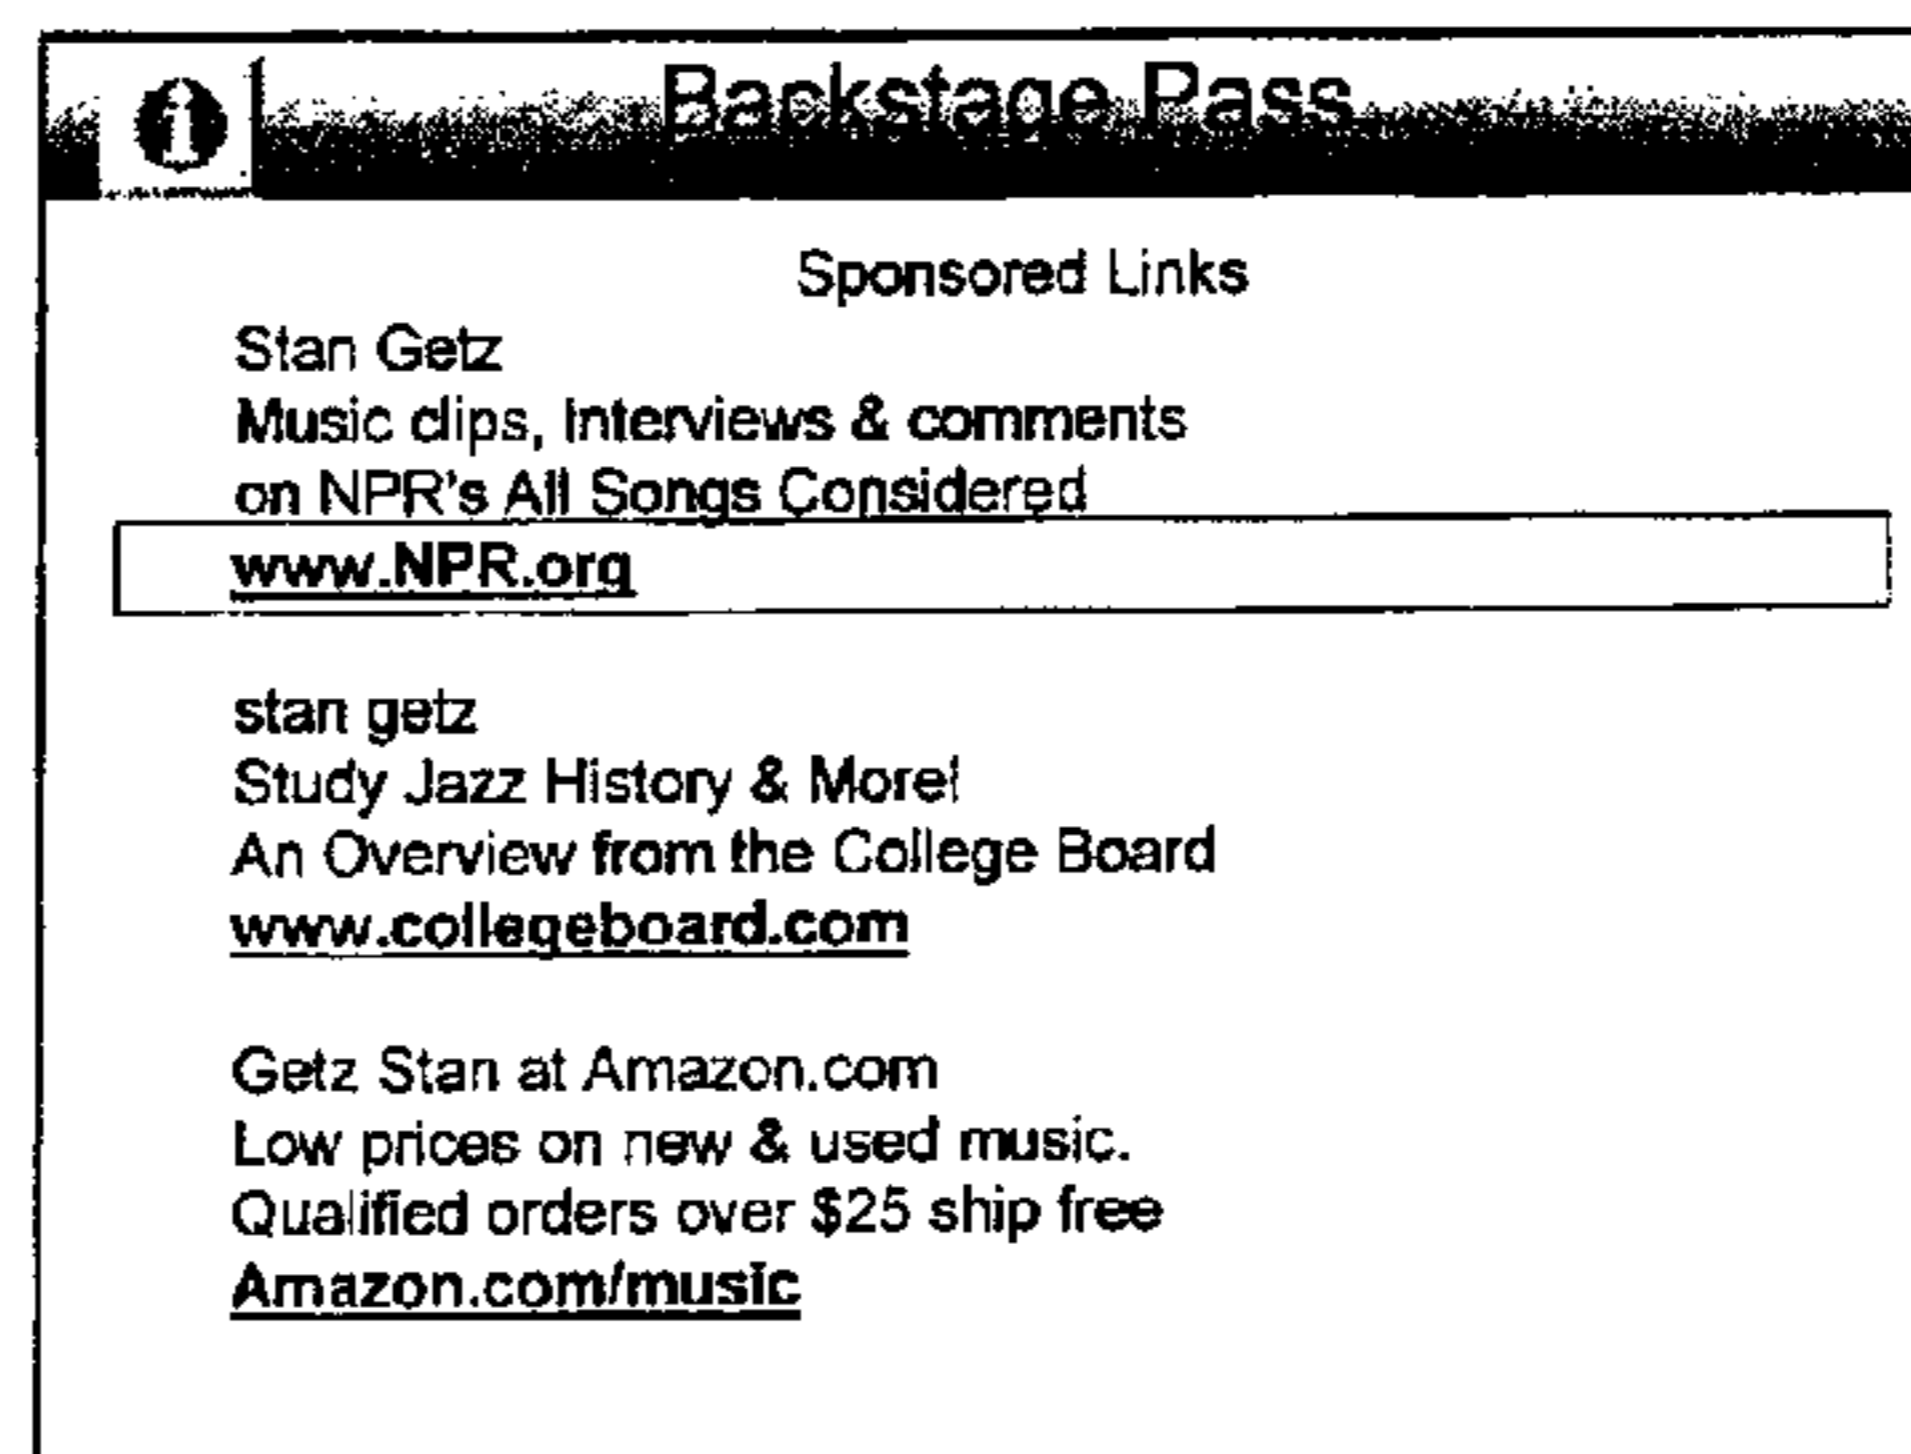 Backstage Pass
Sponsored Links
Stan Getz
Music clips, Interviews & comments
on NPR's All Songs Considered
www.NPR.org
stan getz
Study Jazz History & More!
An Overview from the College Board
www.collegeboard.com
Getz Stan at Amazon.com
Low prices on new & used music.
Qualified orders over $25 ship free
Amazon.com/music